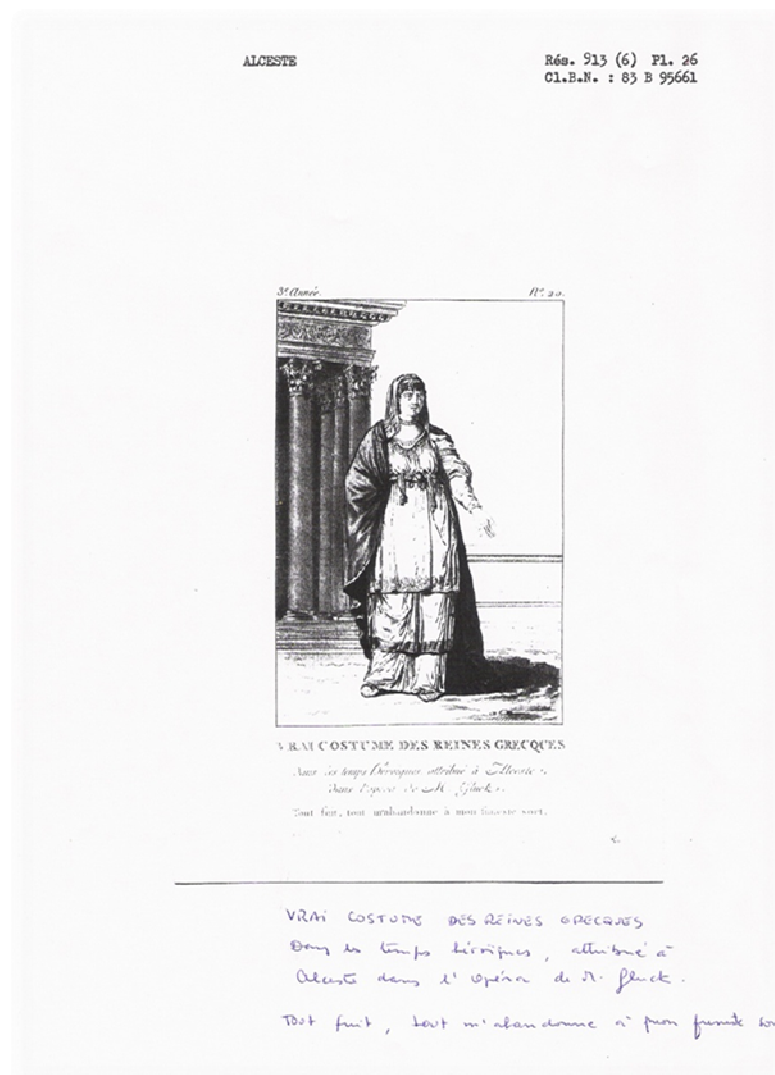 ALCESTE
Rés. 913 (6) Pl. 26
Cl.B.N. : 83 B 95661
3e. Année.
No. 20.
VRAI COSTUME DES REINES GRECQUES
Dans les temps Héroïques attribué à Alceste
Dans l'opéra de M. Gluck.
Tout fuit, tout m'abandonne à mon funeste sort.
VRAI COSTUME DES REINES GRECQUES
Dans les temps héroïques, attribué à
Alceste dans l'opéra de M. Gluck.
Tout fuit, tout m'abandonne à mon funeste